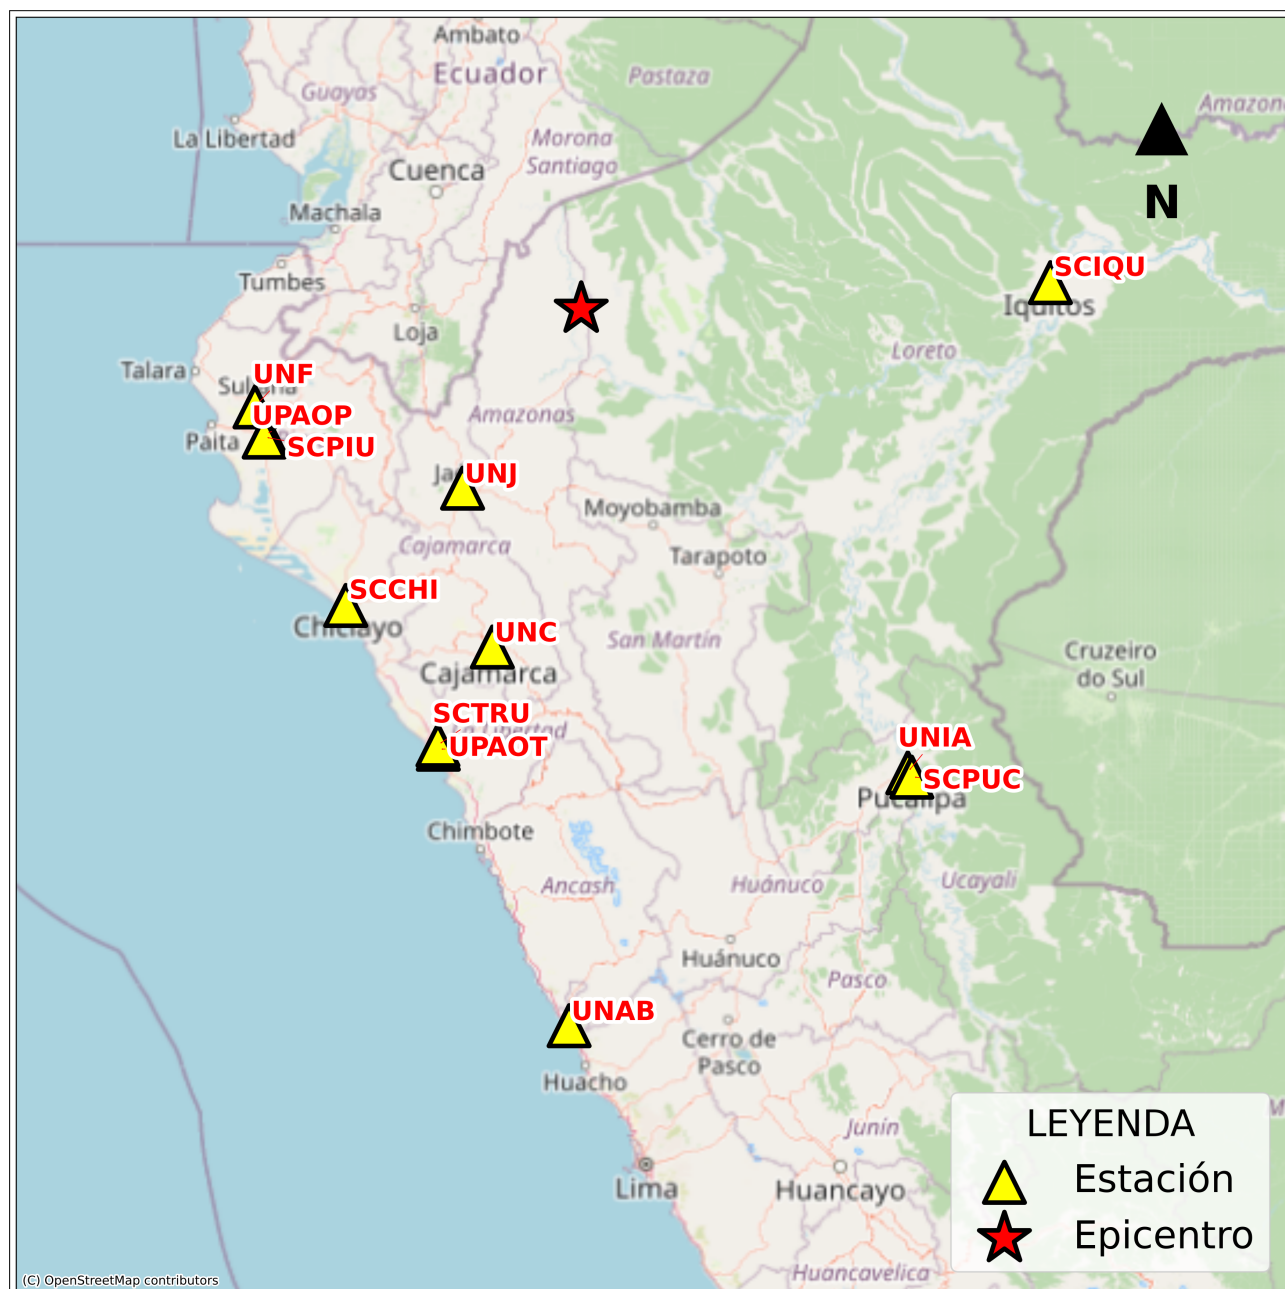 Ambato
Ecuador
Pastaza
Guayas
La Libertad
Morona
Santiago
Cuenca
Machala
N
Tumbes
SCIQU
Iquitos
Loja
Loreto
Talara
UNF
Sullana
UPAOP
Amazonas
Paita
SCPIU
UNJ
Moyobamba
Cajamarca
Tarapoto
SCCHI
Chiclayo
UNC
San Martín
Cajamarca
Cruzeiro
do Sul
SCTRU
La Libertad
UPAOT
UNIA
SCPUC
Pucallpa
Chimbote
Ancash
Huánuco
Ucayali
Huánuco
Pasco
UNAB
Cerro de
Pasco
Huacho
Junín
Lima
Huancayo
Huancavelica
LEYENDA
Estación
Epicentro
(C) OpenStreetMap contributors